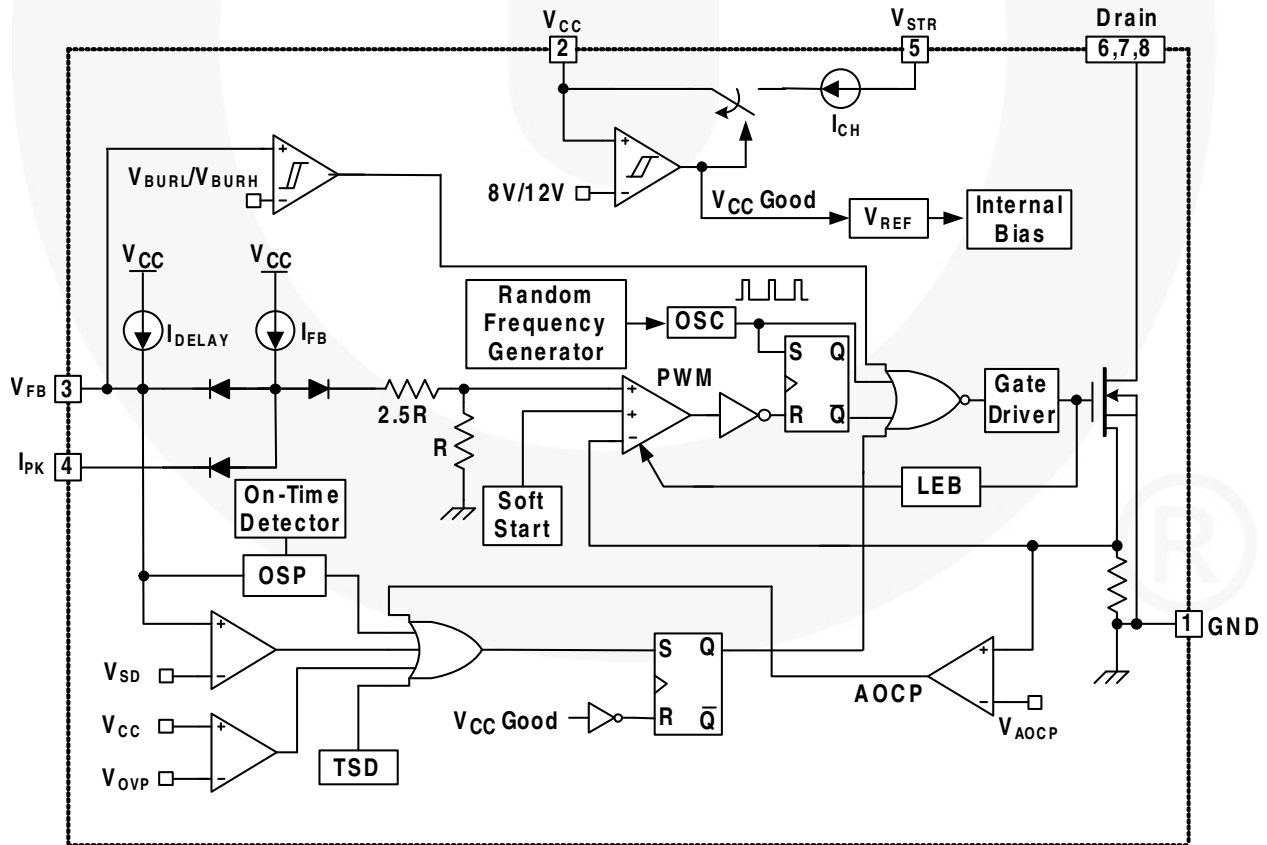 VCC
VSTR
Drain
2
5
6,7,8
ICH
VBURL/VBURH
+
-
+
-
8V/12V
VCC Good
VREF
Internal
Bias
VCC
VCC
IDELAY
IFB
Random
Frequency
Generator
OSC
S Q
R Q̅
PWM
+
+
-
Gate
Driver
VFB 3
2.5R
R
IPK 4
Soft
Start
LEB
On-Time
Detector
OSP
®
1 GND
+
-
VSD
VCC
VOVP
+
-
TSD
S Q
R Q̅
VCC Good
AOCP
+
-
VAOCP